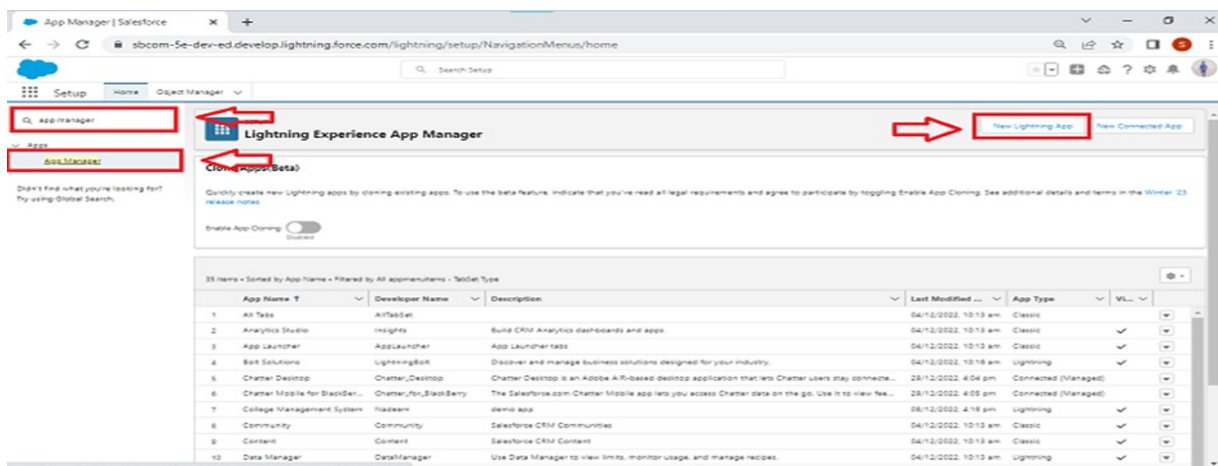 App Manager | Salesforce
sbcom-5e-dev-ed.develop.lightning.force.com/lightning/setup/NavigationMenus/home
S
Search Setup
Setup Home Object Manager
app manager
Apps
App Manager
Didn't find what you're looking for?
Try using Global Search.
Lightning Experience App Manager
New Lightning App New Connected App
Clone Apps(Beta)
Quickly create new Lightning apps by cloning existing apps. To use the beta feature, indicate that you've read all legal requirements and agree to participate by toggling Enable App Cloning. See additional details and terms in the Winter '23
release notes
Enable App Cloning
Disabled
35 items • Sorted by App Name • Filtered by All appmenuitems - TabSet Type
App Name ↑ Developer Name Description Last Modified ... App Type Vi...
1 All Tabs AllTabSet 04/12/2022, 10:13 am Classic
2 Analytics Studio Insights Build CRM Analytics dashboards and apps 04/12/2022, 10:13 am Classic
3 App Launcher AppLauncher App Launcher tabs 04/12/2022, 10:13 am Classic
4 Bolt Solutions LightningBolt Discover and manage business solutions designed for your industry. 04/12/2022, 10:16 am Lightning
5 Chatter Desktop Chatter_Desktop Chatter Desktop is an Adobe AIR-based desktop application that lets Chatter users stay connecte... 29/12/2022, 4:04 pm Connected (Managed)
6 Chatter Mobile for BlackBer... Chatter_for_BlackBerry The Salesforce.com Chatter Mobile app lets you access Chatter data on the go. Use it to view fee... 29/12/2022, 4:05 pm Connected (Managed)
7 College Management System Nadeem demo app 08/12/2022, 4:18 pm Lightning
8 Community Community Salesforce CRM Communities 04/12/2022, 10:13 am Classic
9 Content Content Salesforce CRM Content 04/12/2022, 10:13 am Classic
10 Data Manager DataManager Use Data Manager to view limits, monitor usage, and manage recipes. 04/12/2022, 10:13 am Lightning